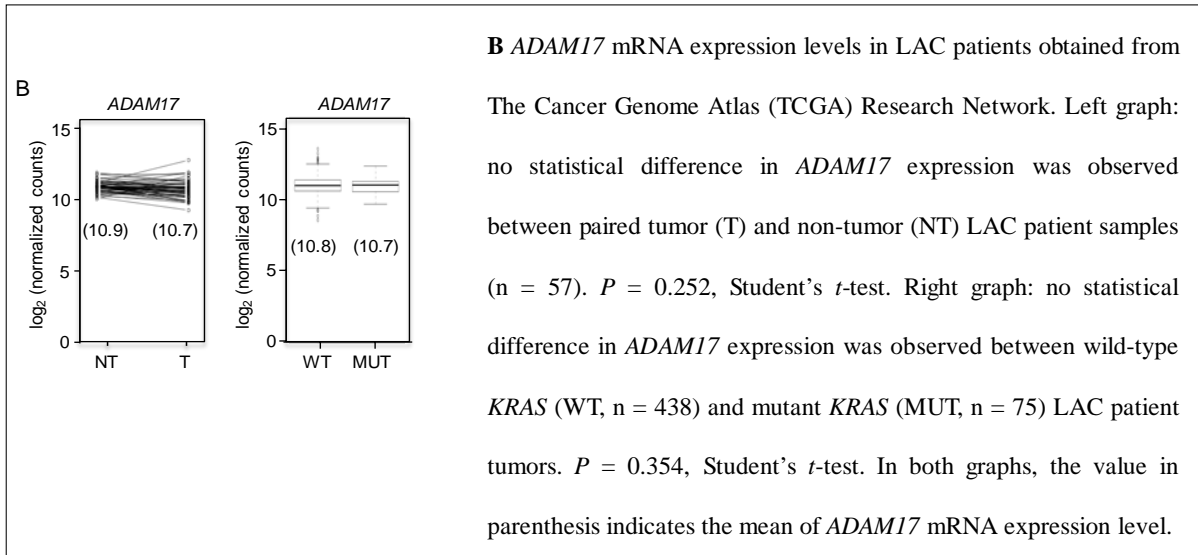 B
ADAM17
log2 (normalized counts)
15
10
5
0
(10.9)
(10.7)
NT
T
ADAM17
log2 (normalized counts)
15
10
5
0
(10.8)
(10.7)
WT
MUT
B ADAM17 mRNA expression levels in LAC patients obtained from
The Cancer Genome Atlas (TCGA) Research Network. Left graph:
no statistical difference in ADAM17 expression was observed
between paired tumor (T) and non-tumor (NT) LAC patient samples
(n = 57). P = 0.252, Student’s t-test. Right graph: no statistical
difference in ADAM17 expression was observed between wild-type
KRAS (WT, n = 438) and mutant KRAS (MUT, n = 75) LAC patient
tumors. P = 0.354, Student’s t-test. In both graphs, the value in
parenthesis indicates the mean of ADAM17 mRNA expression level.